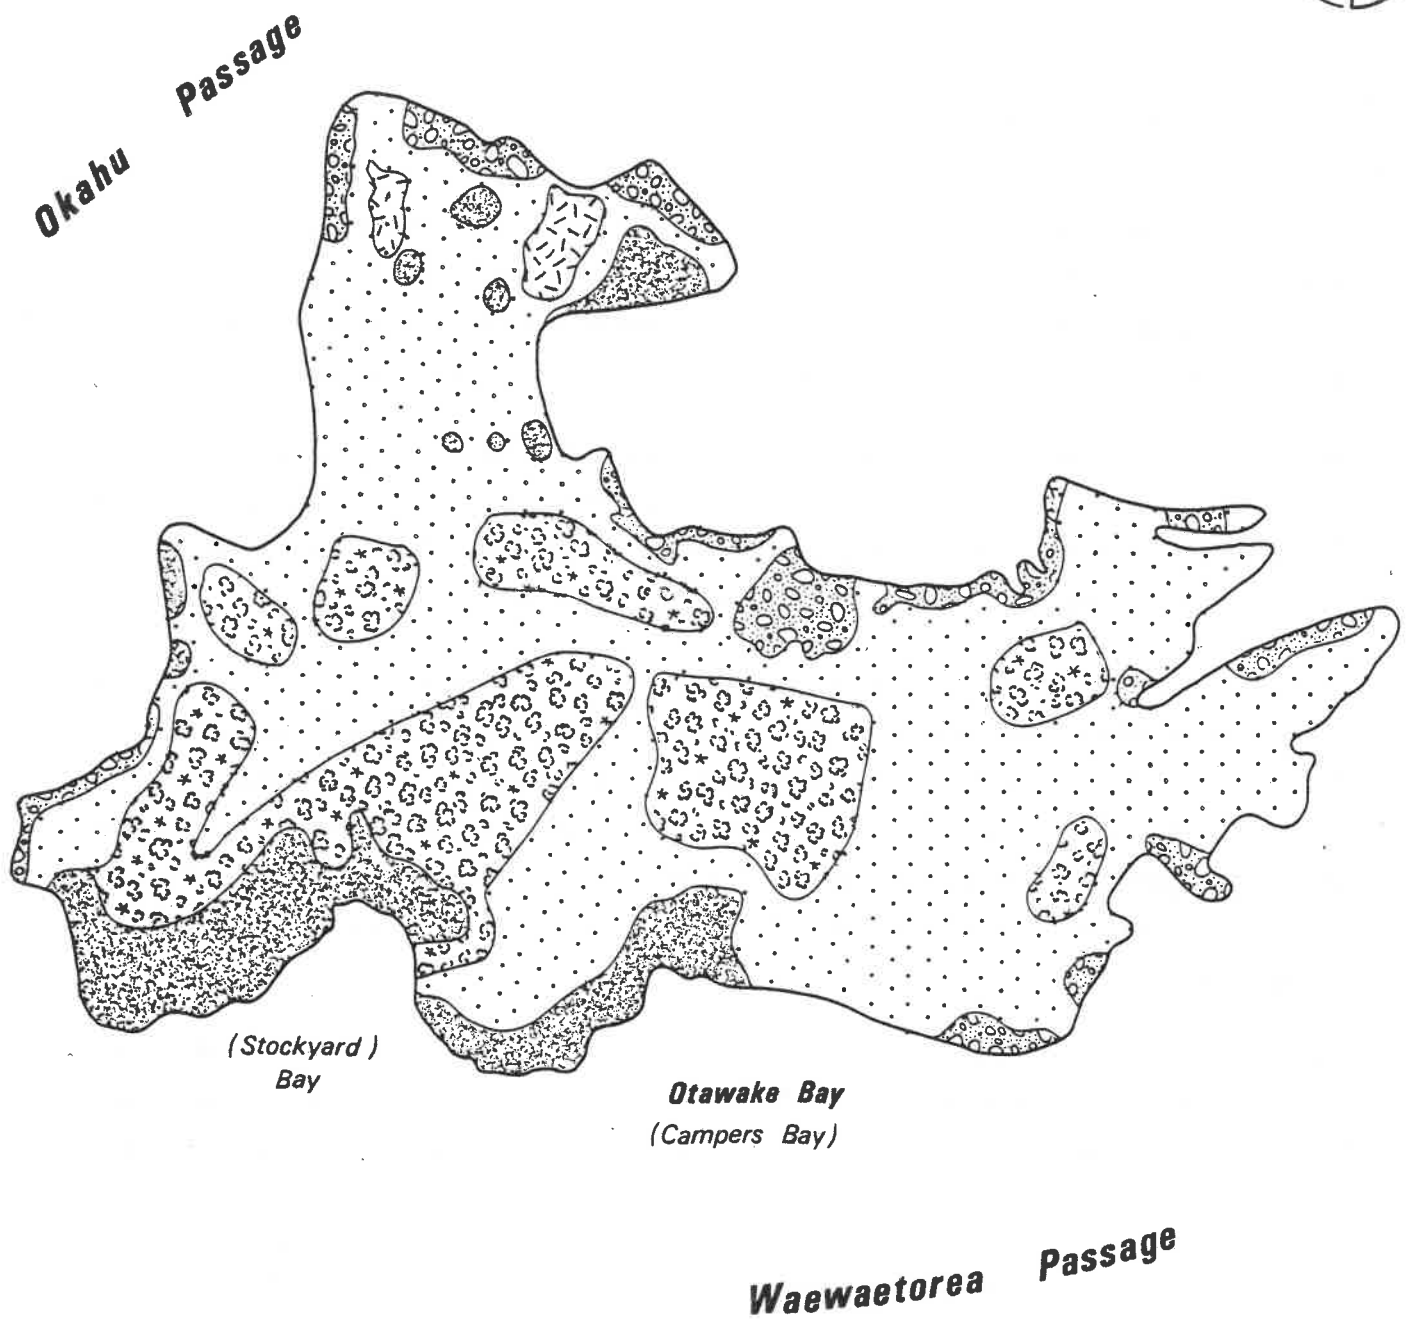 Okahu Passage
(Stockyard)
Bay
Otawake Bay
(Campers Bay)
Waewaetorea Passage